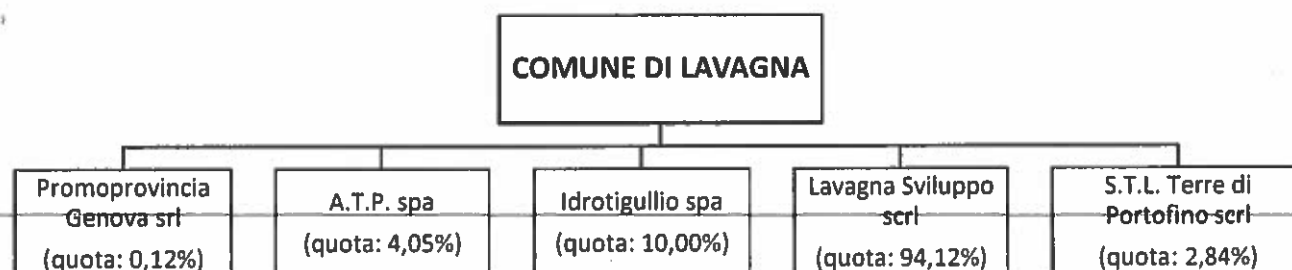 COMUNE DI LAVAGNA
Promoprovincia
Genova srl
(quota: 0,12%)
A.T.P. spa
(quota: 4,05%)
Idrotigullio spa
(quota: 10,00%)
Lavagna Sviluppo
scrl
(quota: 94,12%)
S.T.L. Terre di
Portofino scrl
(quota: 2,84%)